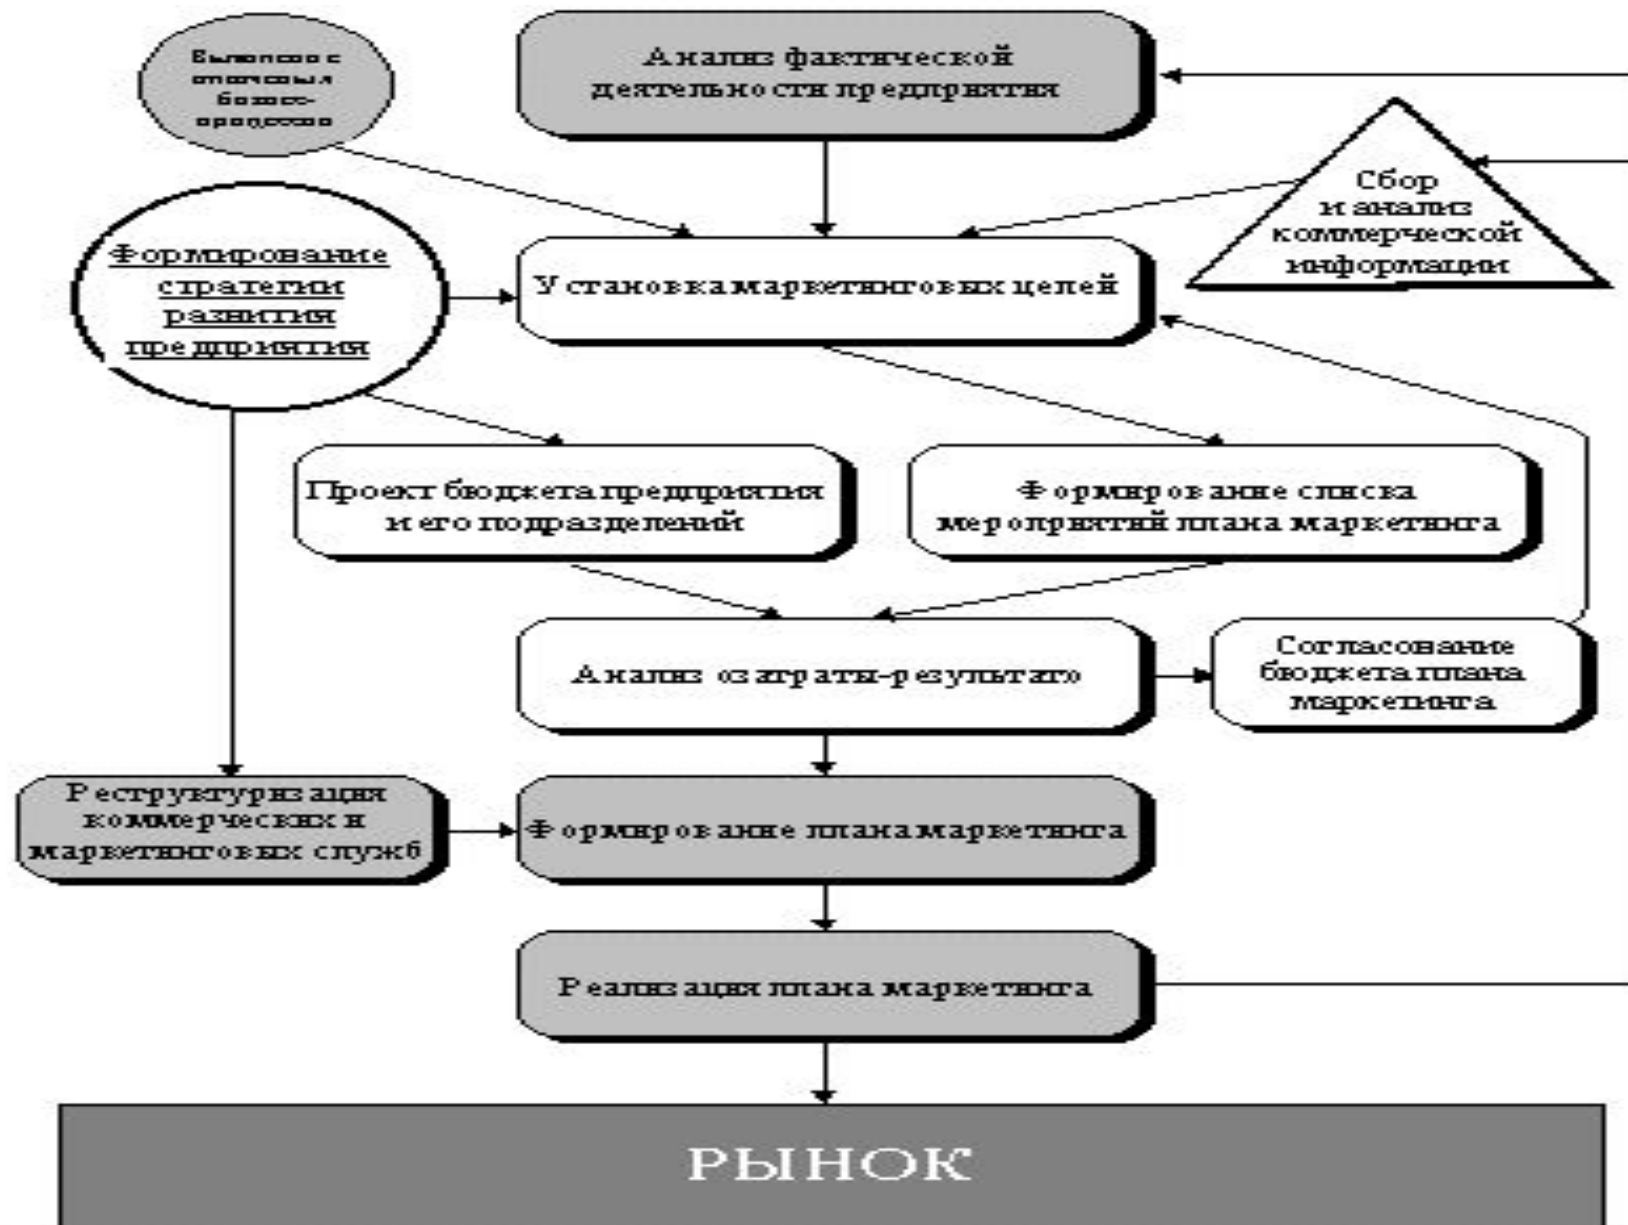 Анализ фактической
деятельности предприятия
бизнес-
Сбор
и анализ
коммерческой
информации
Формирование
стратегии
развития
предприятия
Установка маркетинговых целей
Проект бюджета предприятия
и его подразделений
Формирование списка
мероприятий плана маркетинга
Анализ «затраты-результат»
Согласование
бюджета плана
маркетинга
Реструктуризация
коммерческих и
маркетинговых служб
Формирование плана маркетинга
Реализация плана маркетинга
РЫНОК